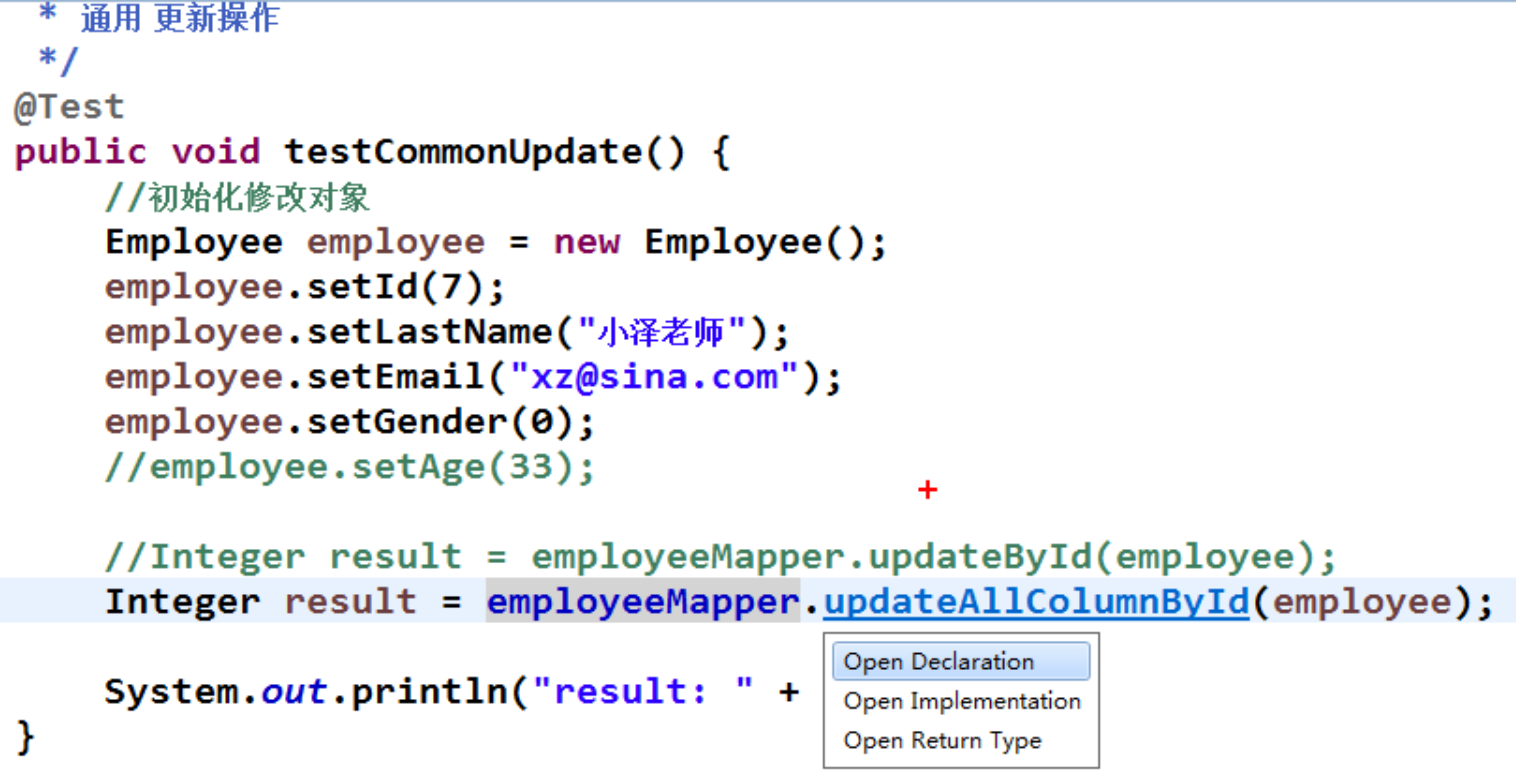 * 通用 更新操作
*/
@Test
public void testCommonUpdate() {
//初始化修改对象
Employee employee = new Employee();
employee.setId(7);
employee.setLastName("小泽老师");
employee.setEmail("xz@sina.com");
employee.setGender(0);
//employee.setAge(33);
//Integer result = employeeMapper.updateById(employee);
Integer result = employeeMapper.updateAllColumnById(employee);
Open Declaration
System.out.println("result: " +
Open Implementation
Open Return Type
}